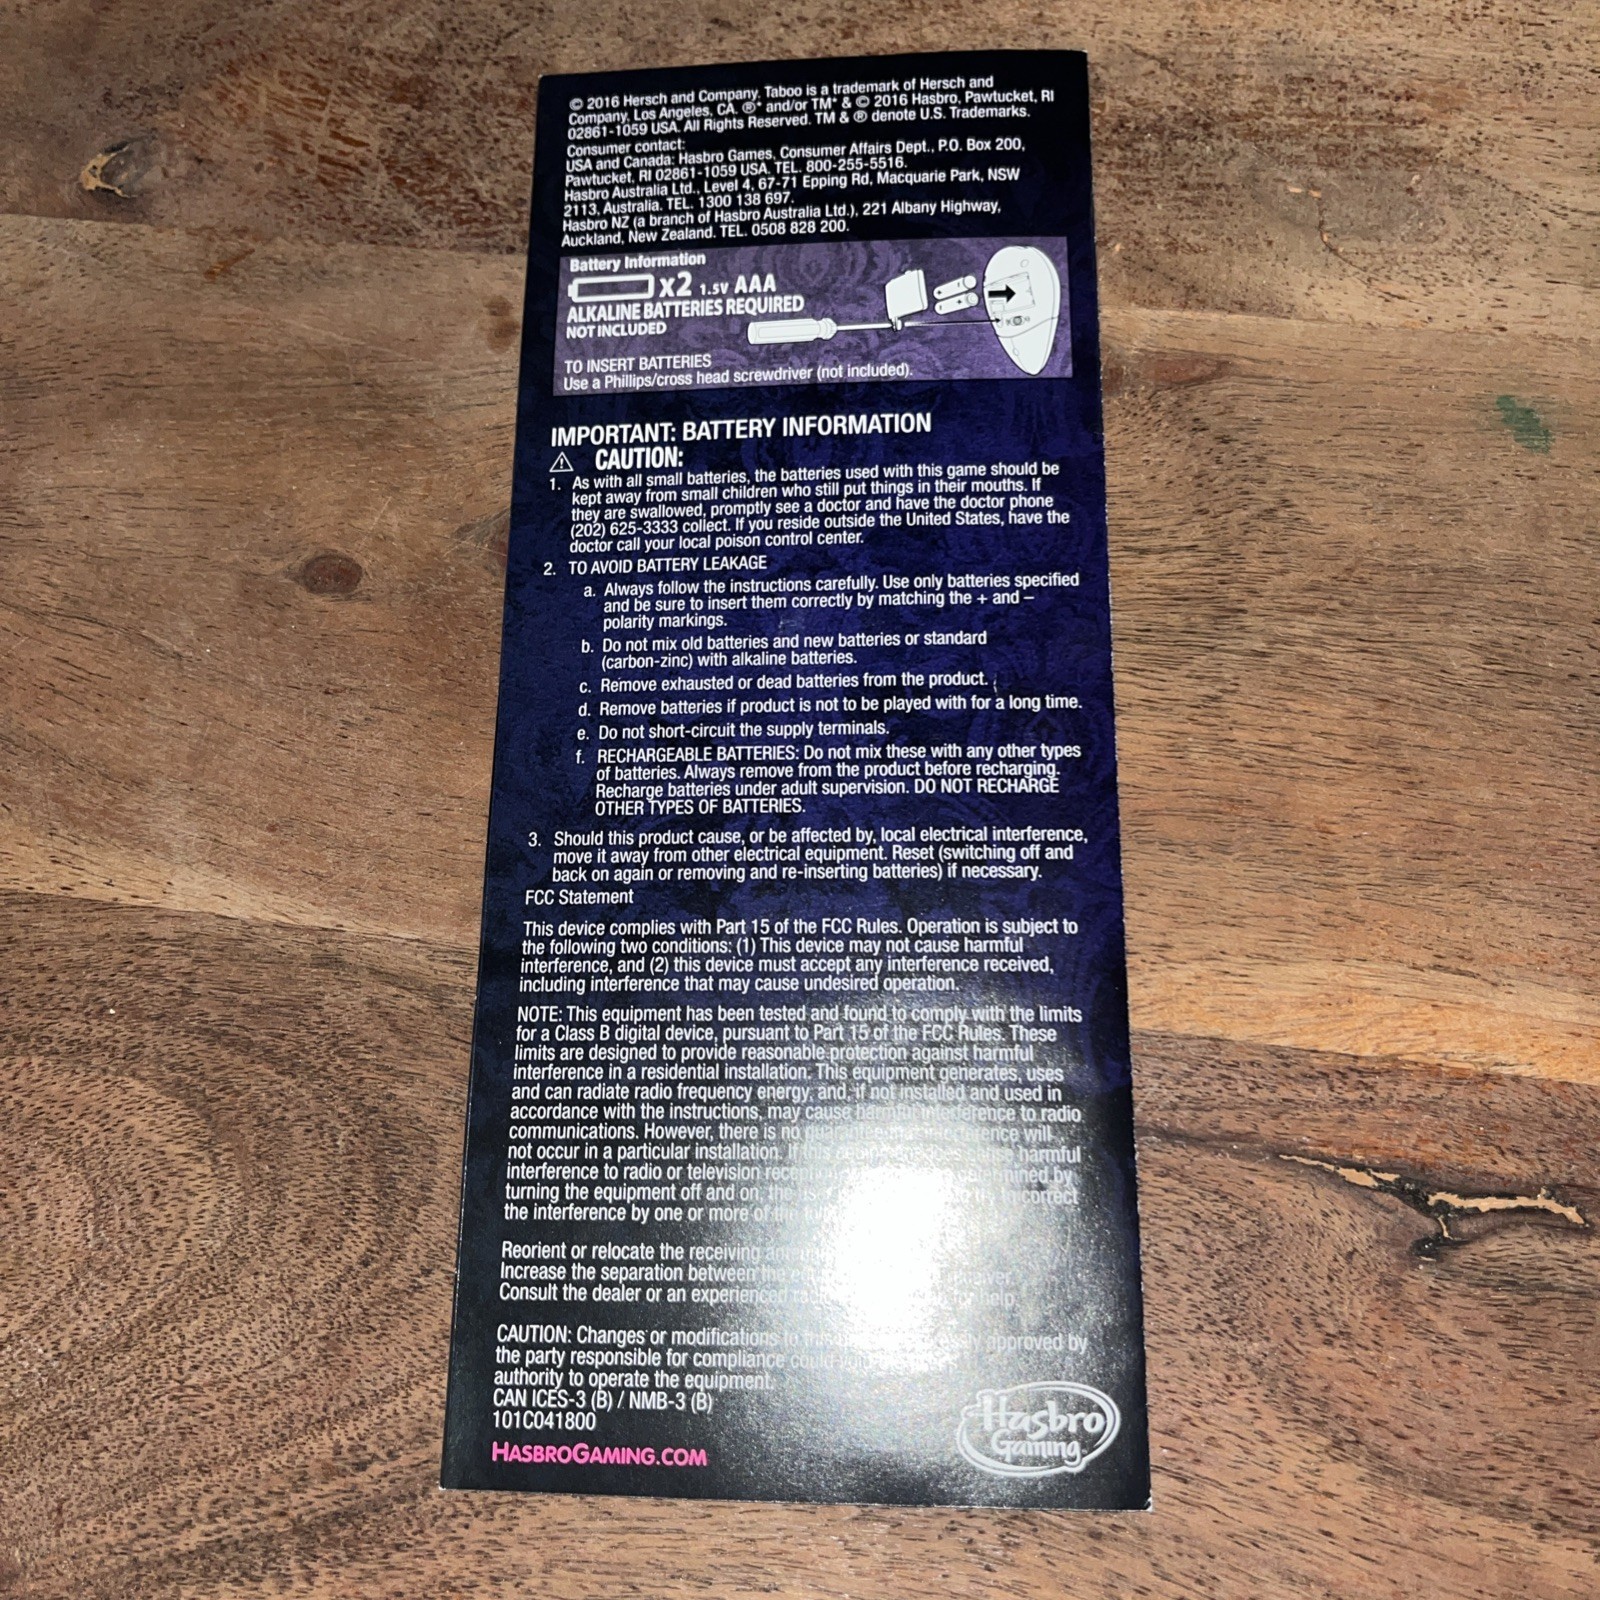 © 2016 Hersch and Company. Taboo is a trademark of Hersch and
Company, Los Angeles, CA. ®* and/or TM* & © 2016 Hasbro, Pawtucket, RI
02861-1059 USA. All Rights Reserved. TM & ® denote U.S. Trademarks.
Consumer contact:
USA and Canada: Hasbro Games, Consumer Affairs Dept., P.O. Box 200,
Pawtucket, RI 02861-1059 USA. TEL. 800-255-5516.
Hasbro Australia Ltd., Level 4, 67-71 Epping Rd, Macquarie Park, NSW
2113, Australia. TEL. 1300 138 697.
Hasbro NZ (a branch of Hasbro Australia Ltd.), 221 Albany Highway,
Auckland, New Zealand. TEL. 0508 828 200.
Battery Information
x2 1.5V AAA
ALKALINE BATTERIES REQUIRED
NOT INCLUDED
TO INSERT BATTERIES
Use a Phillips/cross head screwdriver (not included).
IMPORTANT: BATTERY INFORMATION
CAUTION:
1. As with all small batteries, the batteries used with this game should be
kept away from small children who still put things in their mouths. If
they are swallowed, promptly see a doctor and have the doctor phone
(202) 625-3333 collect. If you reside outside the United States, have the
doctor call your local poison control center.
2. TO AVOID BATTERY LEAKAGE
a. Always follow the instructions carefully. Use only batteries specified
and be sure to insert them correctly by matching the + and –
polarity markings.
b. Do not mix old batteries and new batteries or standard
(carbon-zinc) with alkaline batteries.
c. Remove exhausted or dead batteries from the product.
d. Remove batteries if product is not to be played with for a long time.
e. Do not short-circuit the supply terminals.
f. RECHARGEABLE BATTERIES: Do not mix these with any other types
of batteries. Always remove from the product before recharging.
Recharge batteries under adult supervision. DO NOT RECHARGE
OTHER TYPES OF BATTERIES.
3. Should this product cause, or be affected by, local electrical interference,
move it away from other electrical equipment. Reset (switching off and
back on again or removing and re-inserting batteries) if necessary.
FCC Statement
This device complies with Part 15 of the FCC Rules. Operation is subject to
the following two conditions: (1) This device may not cause harmful
interference, and (2) this device must accept any interference received,
including interference that may cause undesired operation.
NOTE: This equipment has been tested and found to comply with the limits
for a Class B digital device, pursuant to Part 15 of the FCC Rules. These
limits are designed to provide reasonable protection against harmful
interference in a residential installation. This equipment generates, uses
and can radiate radio frequency energy, and, if not installed and used in
accordance with the instructions, may cause harmful interference to radio
communications. However, there is no guarantee that interference will
not occur in a particular installation. If this equipment does cause harmful
interference to radio or television by
turning the equipment off and on, the to correct
the interference by one or more of the
Reorient or relocate the receiving
Increase the separation between the
Consult the dealer or an experienced for help.
CAUTION: Changes or modifications to approved by
the party responsible for compliance could void
authority to operate the equipment.
CAN ICES-3 (B) / NMB-3 (B)
101C041800
HASBROGAMING.COM
Hasbro
Gaming